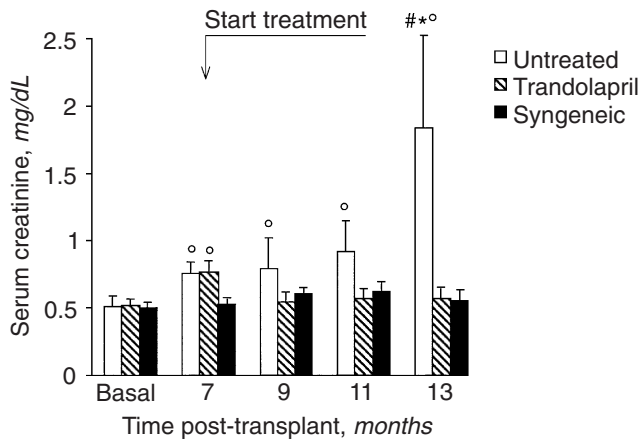 Start treatment
#*°
2.5
2
1.5
1
0.5
0
Serum creatinine, mg/dL
° °
°
°
Untreated
Trandolapril
Syngeneic
Basal 7 9 11 13
Time post-transplant, months